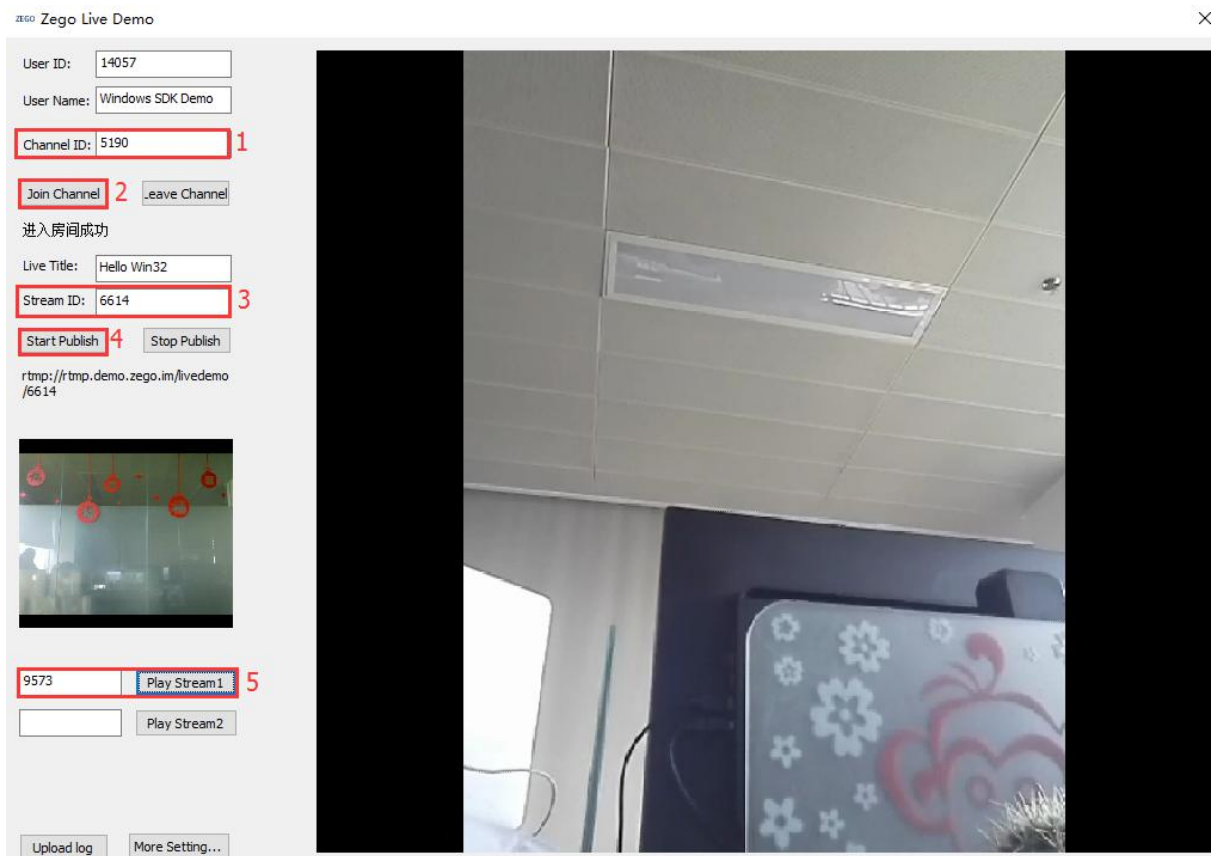 ZEGO Zego Live Demo
User ID: 14057
User Name: Windows SDK Demo
Channel ID: 5190 1
Join Channel 2 Leave Channel
进入房间成功
Live Title: Hello Win32
Stream ID: 6614 3
Start Publish 4 Stop Publish
rtmp://rtmp.demo.zego.im/livedemo
/6614
9573 Play Stream1 5
Play Stream2
Upload log More Setting...